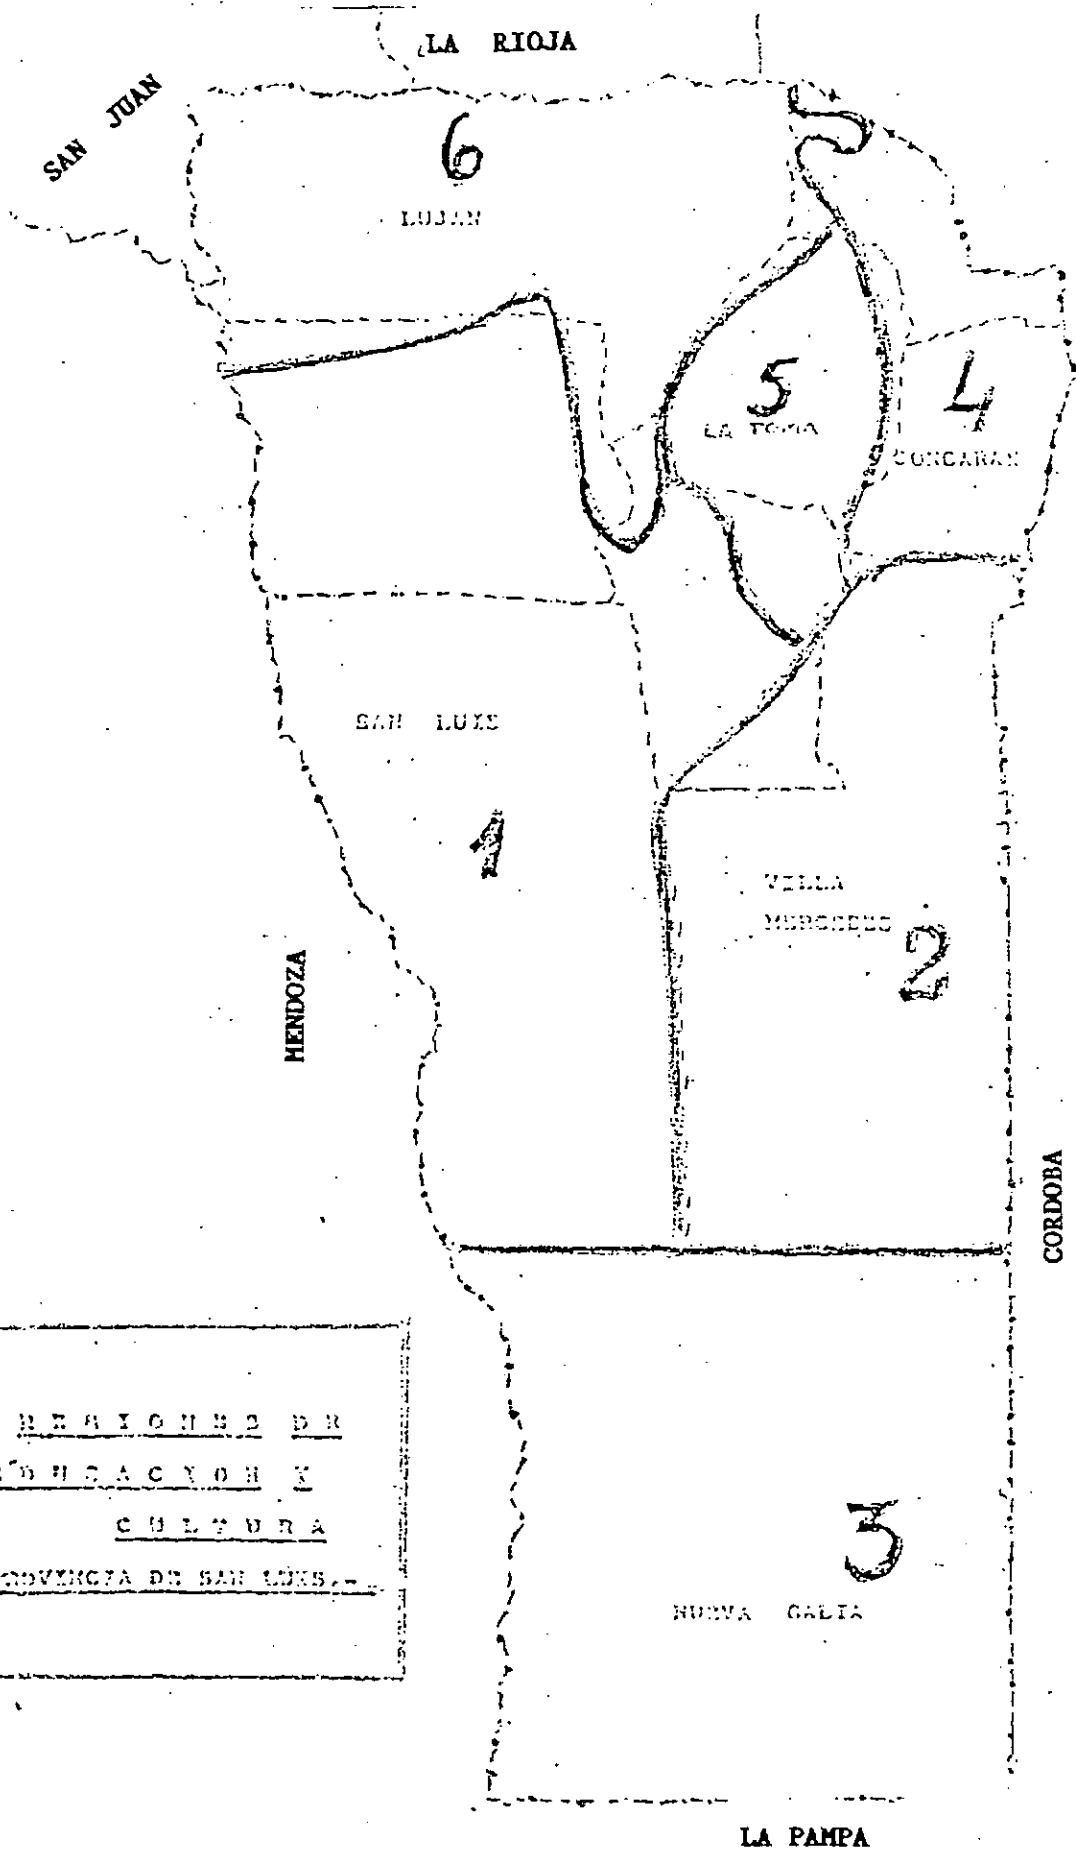 LA RIOJA
SAN JUAN
6
LUJAN
5
LA TOMA
4
CONCARAN
SAN LUIS
1
VILLA
MERCEDES
2
MENDOZA
CORDOBA
REGIONES DE
EDUCACION Y
CULTURA
PROVINCIA DE SAN LUIS.-
3
NUEVA GALIA
LA PAMPA